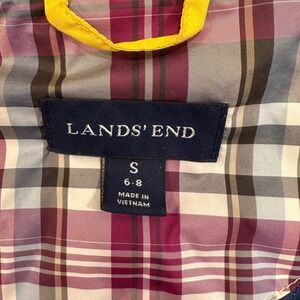 LANDS' END
S
6-8
MADE IN
VIETNAM